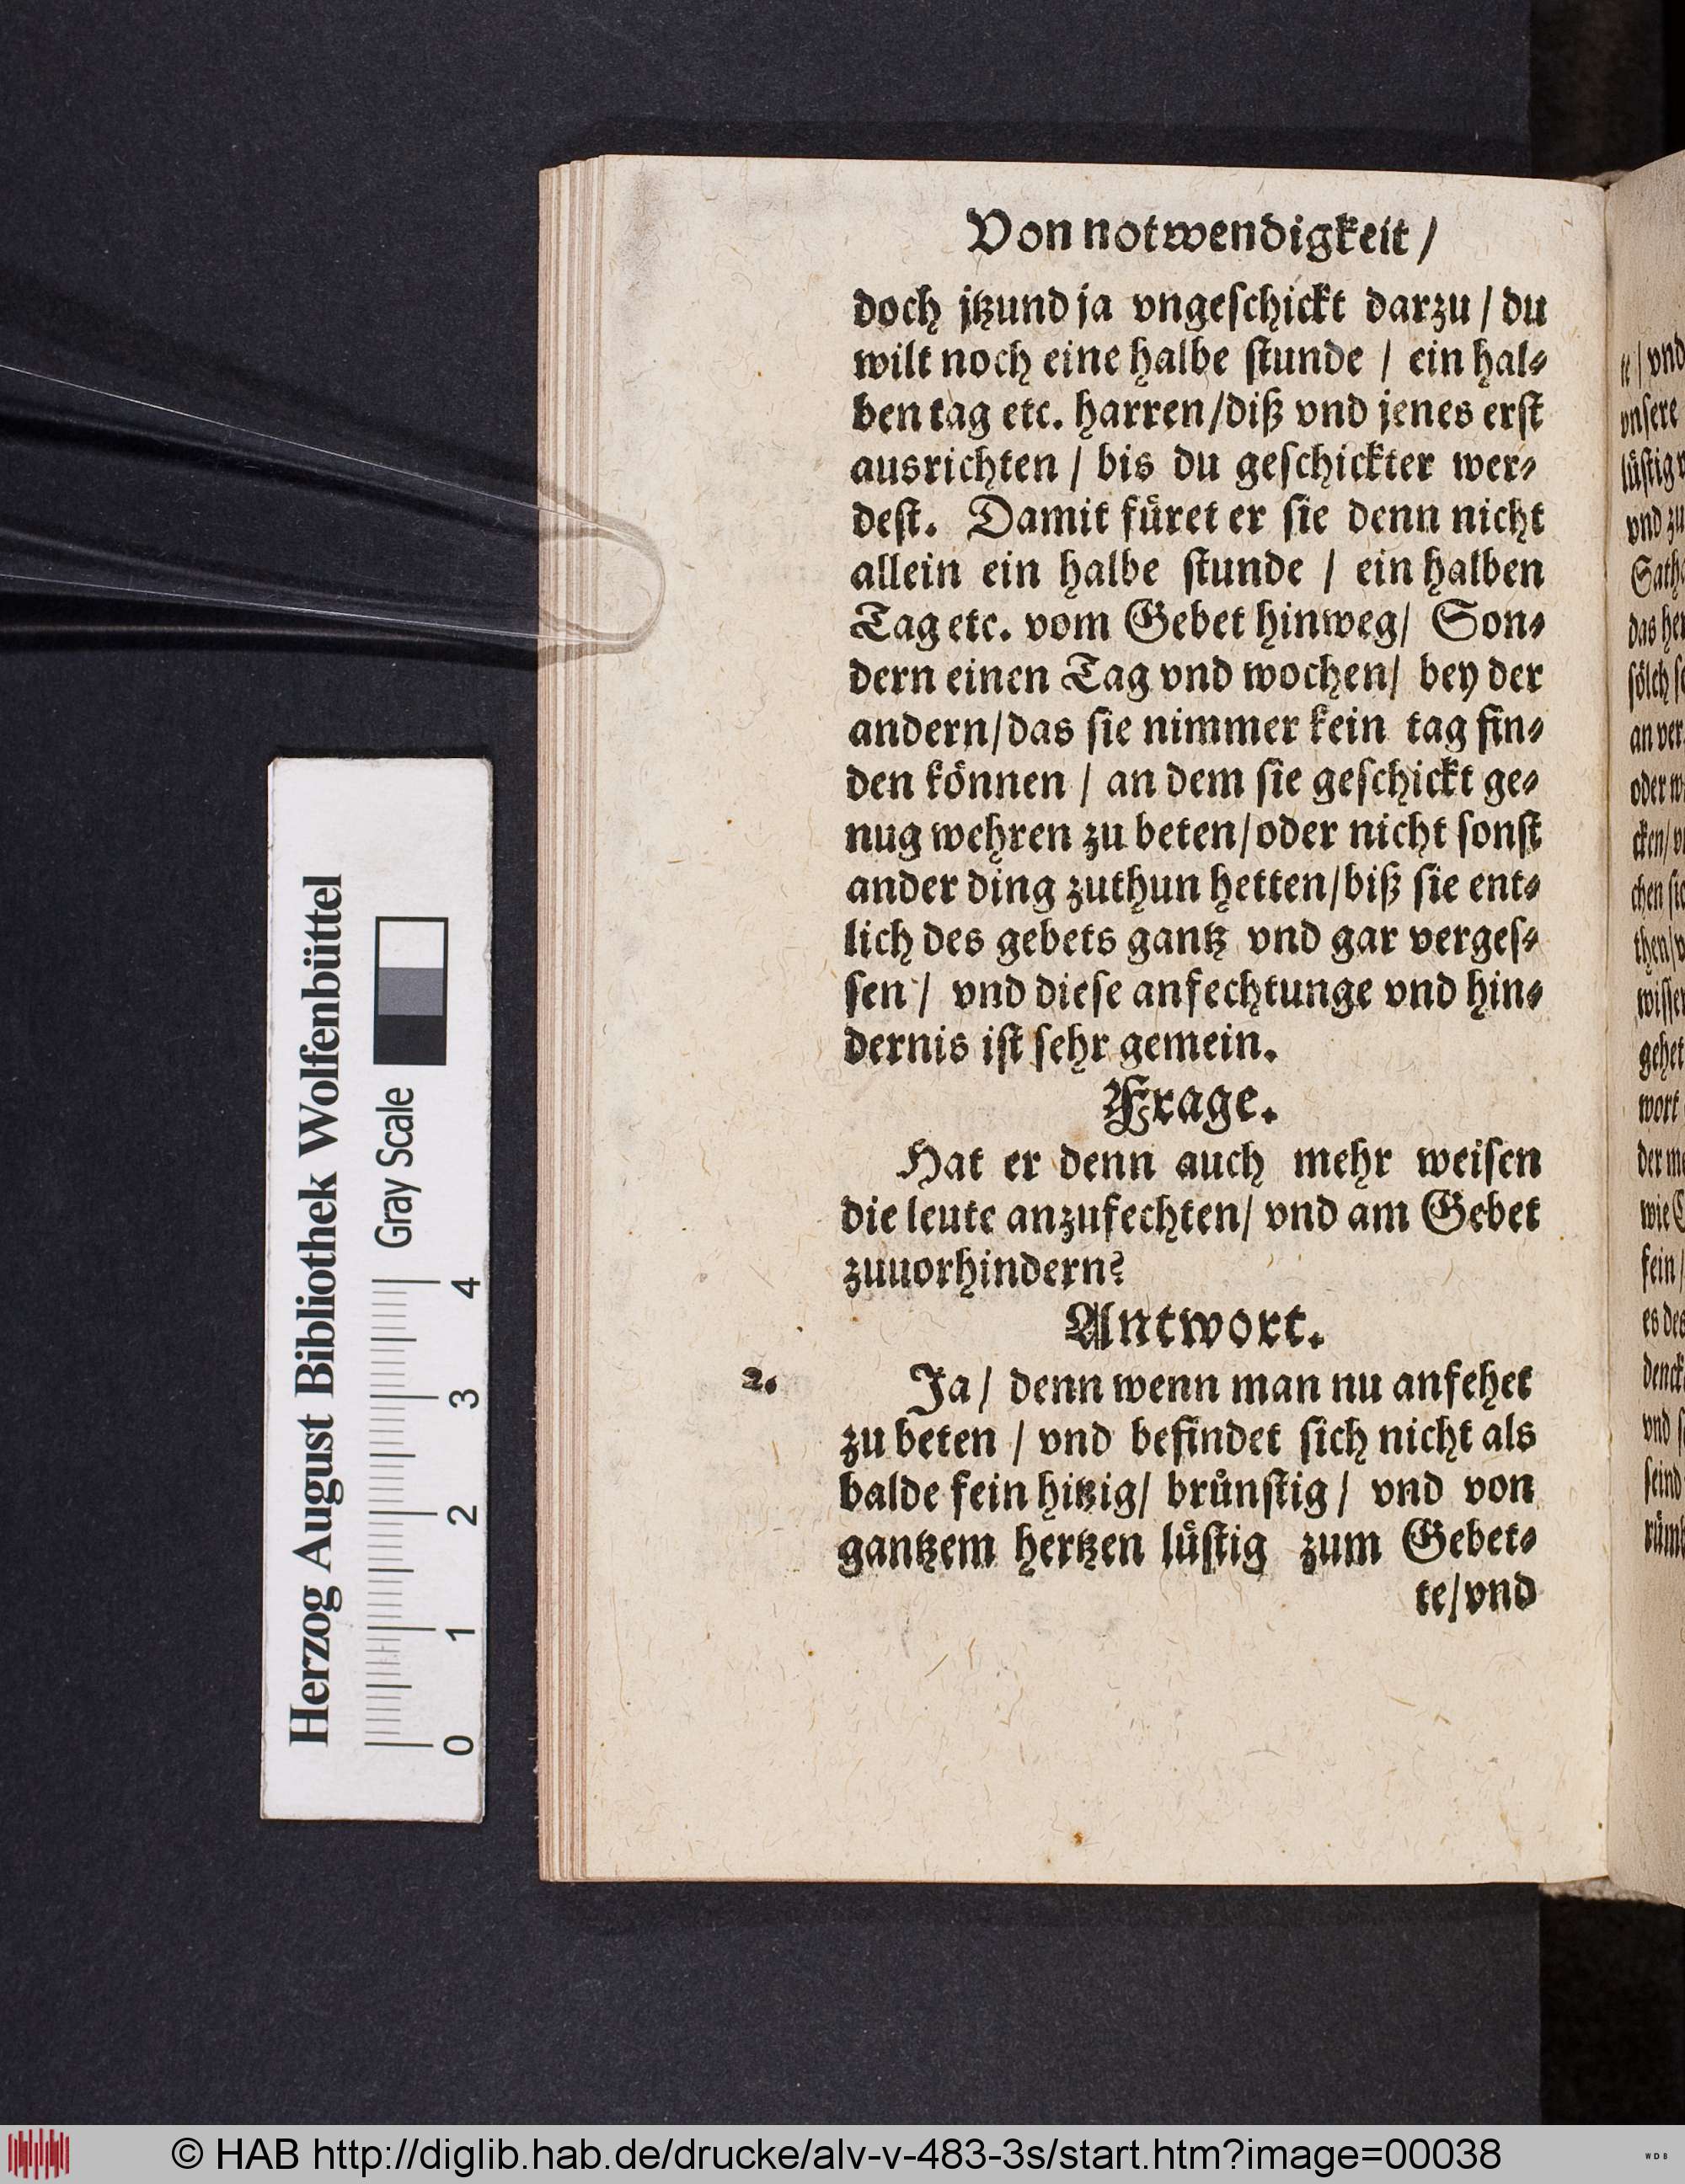 Von notwendigkeit /
doch jtzund ja vngeſchickt darzu / du
wilt noch eine halbe ſtunde / ein hal⸗
ben tag etc. harren / diß vnd jenes erſt
ausrichten / bis du geſchickter wer⸗
deſt. Damit füret er ſie denn nicht
allein ein halbe ſtunde / ein halben
Tag etc. vom Gebet hinweg / Son⸗
dern einen Tag vnd wochen / bey der
andern / das ſie nimmer kein tag fin⸗
den können / an dem ſie geſchickt ge⸗
nug wehren zu beten / oder nicht ſonſt
ander ding zuthun hetten / biß ſie ent⸗
lich des gebets gantz vnd gar vergeſ⸗
ſen / vnd dieſe anfechtunge vnd hin⸗
dernis iſt ſehr gemein.
Frage.
Hat er denn auch mehr weiſen
die leute anzufechten / vnd am Gebet
zuuorhindern?
Antwort.
2. Ja / denn wenn man nu anfehet
zu beten / vnd befindet ſich nicht als
balde fein hitzig / brünſtig / vnd von
gantzem hertzen lüſtig zum Gebet⸗
te / vnd
Herzog August Bibliothek Wolfenbüttel
Gray Scale
0 1 2 3 4
© HAB http://diglib.hab.de/drucke/alv-v-483-3s/start.htm?image=00038
WDB